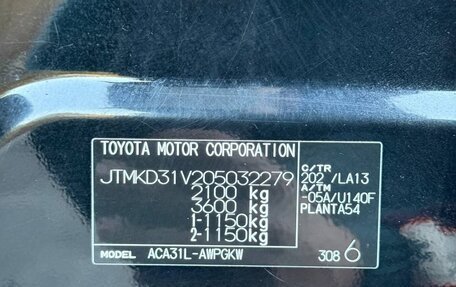 TOYOTA MOTOR CORPORATION
JTMKD31V205032279
2100 kg
3600 kg
1-1150kg
2-1150kg
C/TR
202 /LA13
A/TM
-05A/U140F
PLANTA54
MODEL ACA31L-AWPGKW
308 6